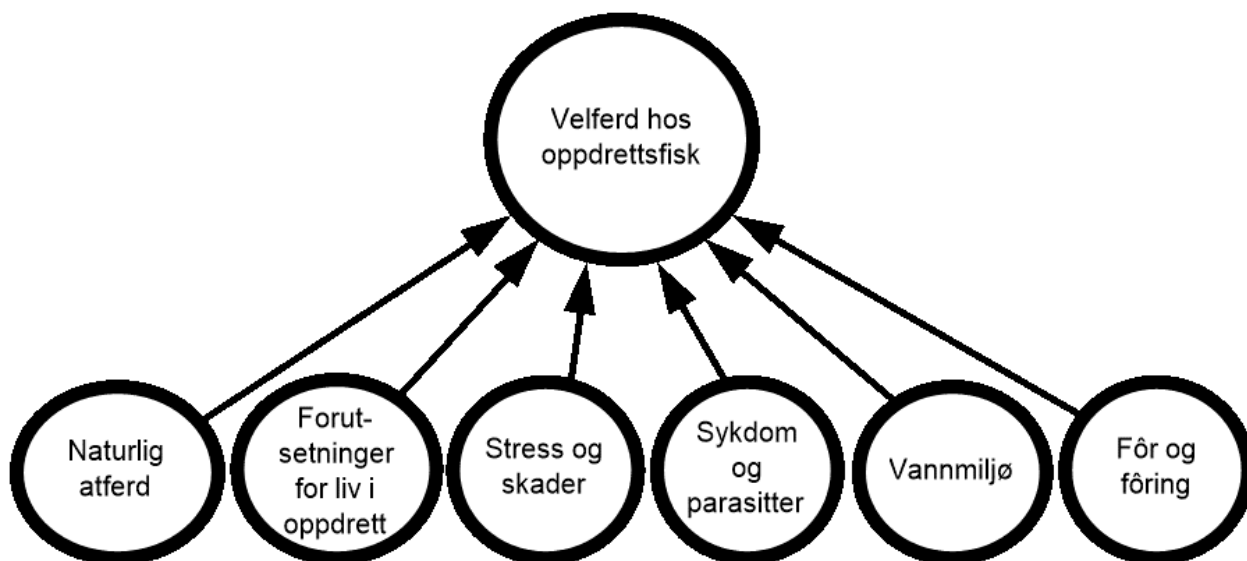 Velferd hos
oppdrettsfisk
Naturlig
atferd
Forut-
setninger
for liv i
oppdrett
Stress og
skader
Sykdom
og
parasitter
Vannmiljø
Fôr og
fôring